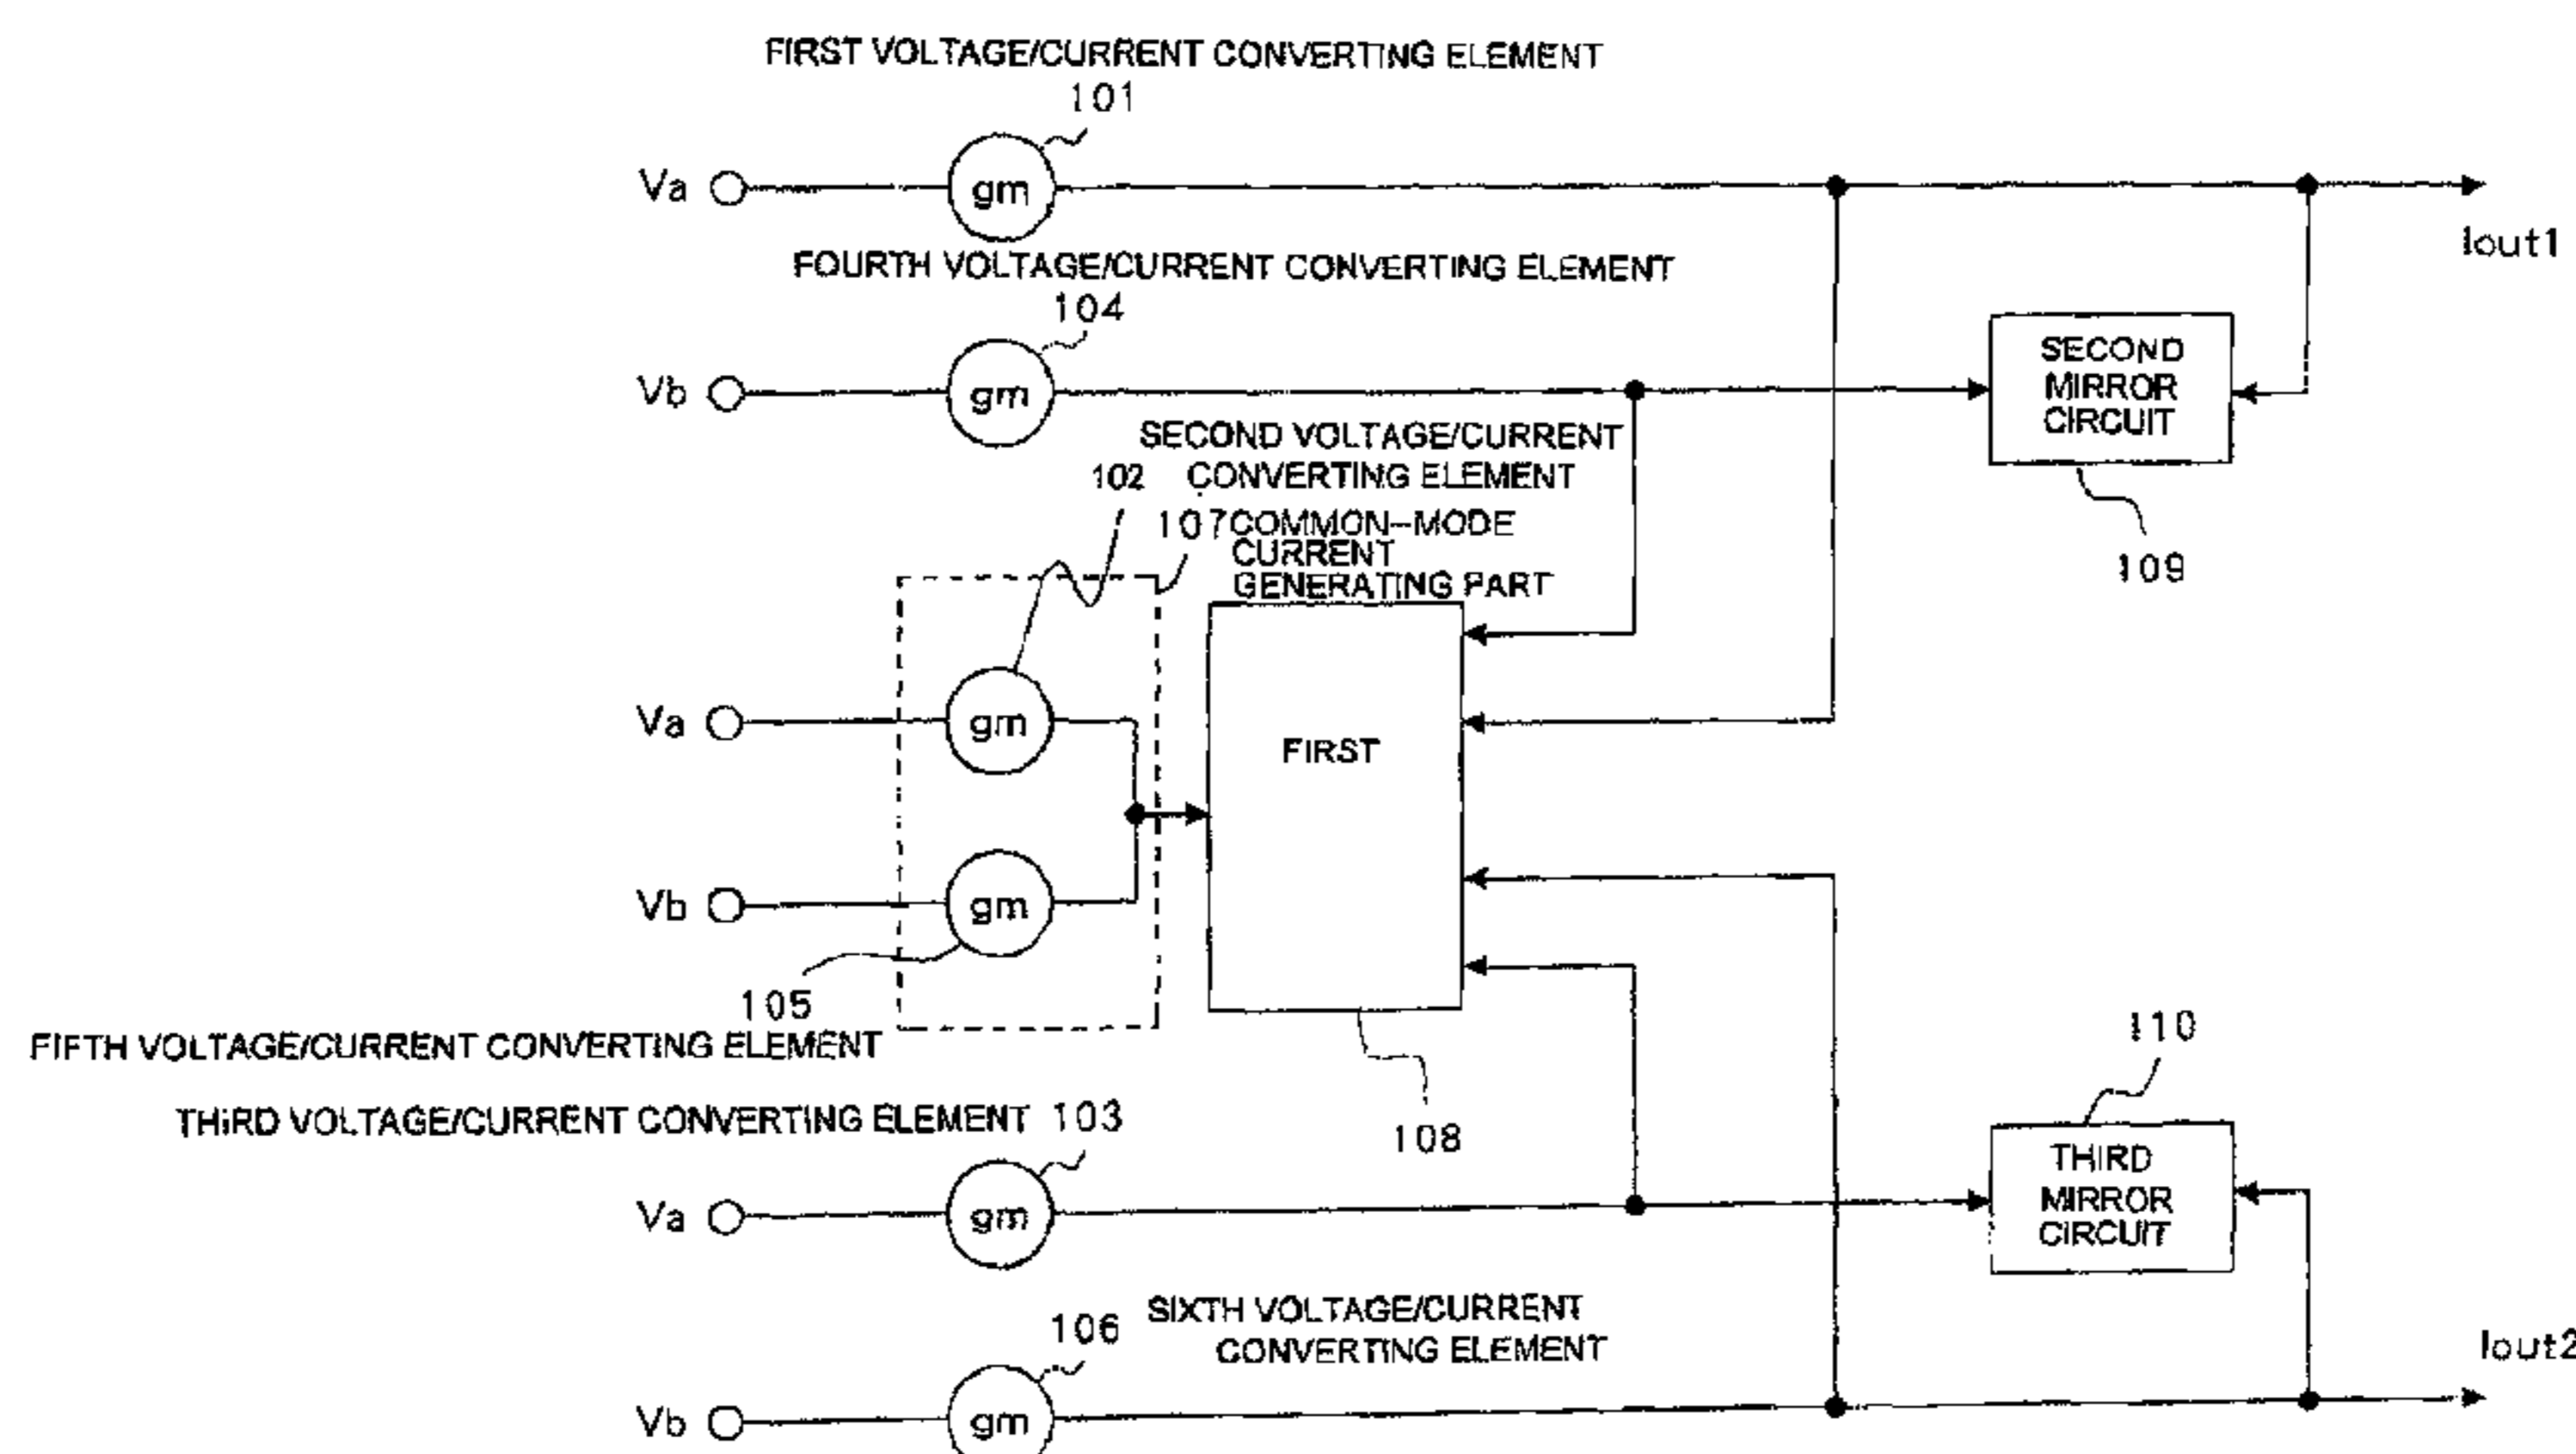 FIRST VOLTAGE/CURRENT CONVERTING ELEMENT
101
Va
gm
Iout1
FOURTH VOLTAGE/CURRENT CONVERTING ELEMENT
104
Vb
gm
SECOND
MIRROR
CIRCUIT
109
SECOND VOLTAGE/CURRENT
CONVERTING ELEMENT
102
107
COMMON-MODE
CURRENT
GENERATING PART
Va
gm
FIRST
Vb
gm
105
FIFTH VOLTAGE/CURRENT CONVERTING ELEMENT
108
110
THIRD VOLTAGE/CURRENT CONVERTING ELEMENT 103
Va
gm
THIRD
MIRROR
CIRCUIT
SIXTH VOLTAGE/CURRENT
CONVERTING ELEMENT
106
Vb
gm
Iout2